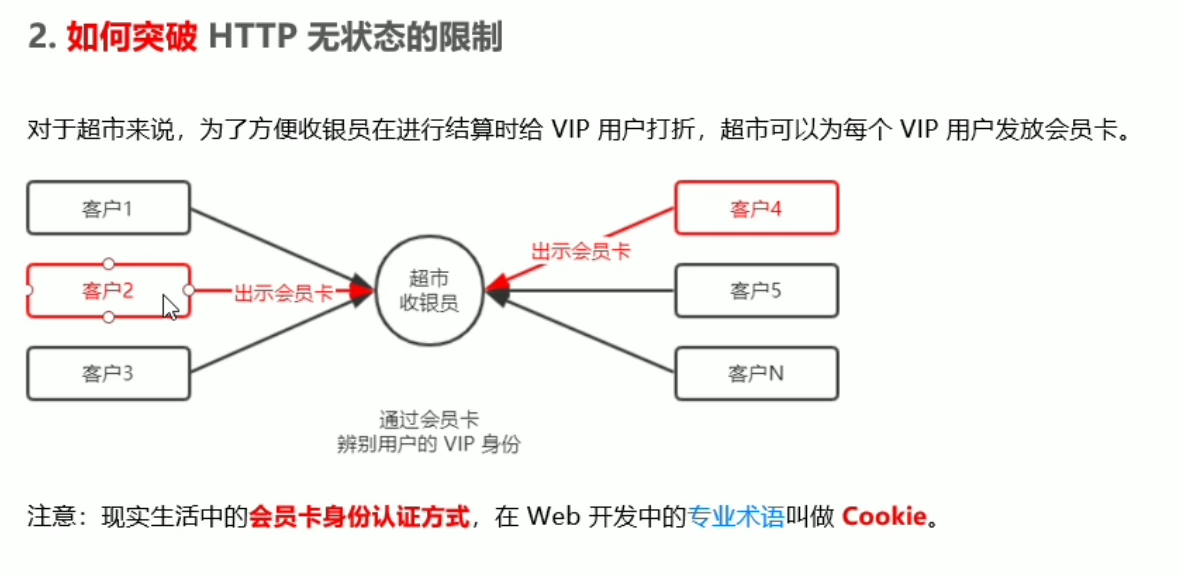 2. 如何突破 HTTP 无状态的限制
对于超市来说，为了方便收银员在进行结算时给 VIP 用户打折，超市可以为每个 VIP 用户发放会员卡。
客户1
客户4
出示会员卡
客户2
出示会员卡
超市
收银员
客户5
客户3
客户N
通过会员卡
辨别用户的 VIP 身份
注意：现实生活中的会员卡身份认证方式，在 Web 开发中的专业术语叫做 Cookie。